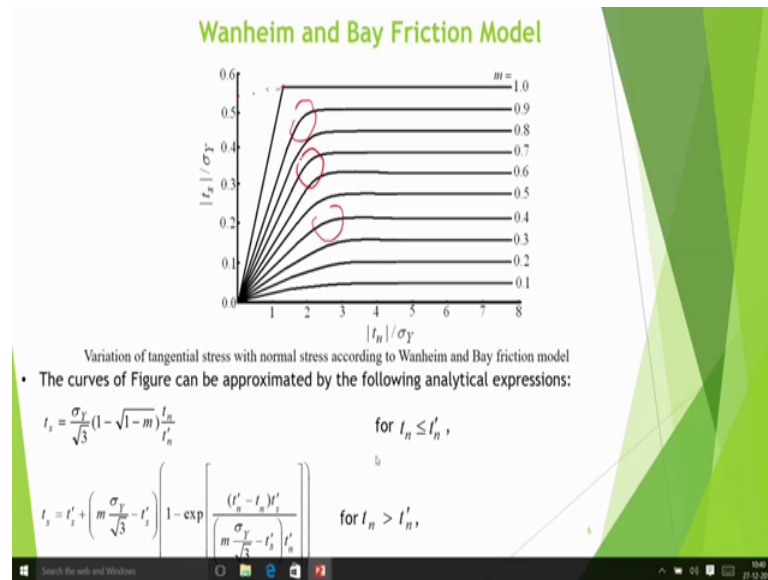 Wanheim and Bay Friction Model
0.6
0.5
0.4
0.3
0.2
0.1
0.0
|t_s|/σ_Y
m =
1.0
0.9
0.8
0.7
0.6
0.5
0.4
0.3
0.2
0.1
1 2 3 4 5 6 7 8
|t_n|/σ_Y
Variation of tangential stress with normal stress according to Wanheim and Bay friction model
• The curves of Figure can be approximated by the following analytical expressions:
t_s = σ_Y/√3 (1 − √(1 − m)) t_n/t'_n for t_n ≤ t'_n ,
t_s = t'_s + (m σ_Y/√3 − t'_s) (1 − exp [ (t'_n − t_n)t'_s / (m σ_Y/√3 − t'_s) t'_n ]) for t_n > t'_n,
Search the web and Windows
10:40